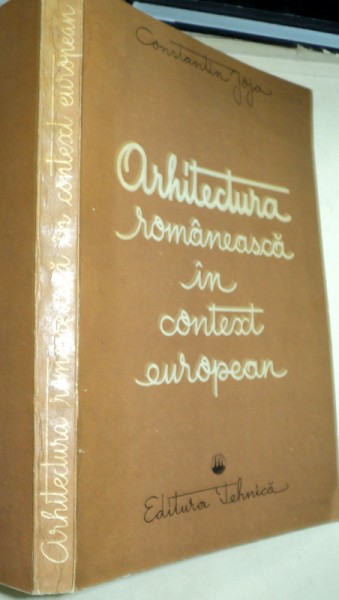 Constantin Joja
Arhitectura
românească
în
context
european
Editura Tehnică
Arhitectura românească în context european